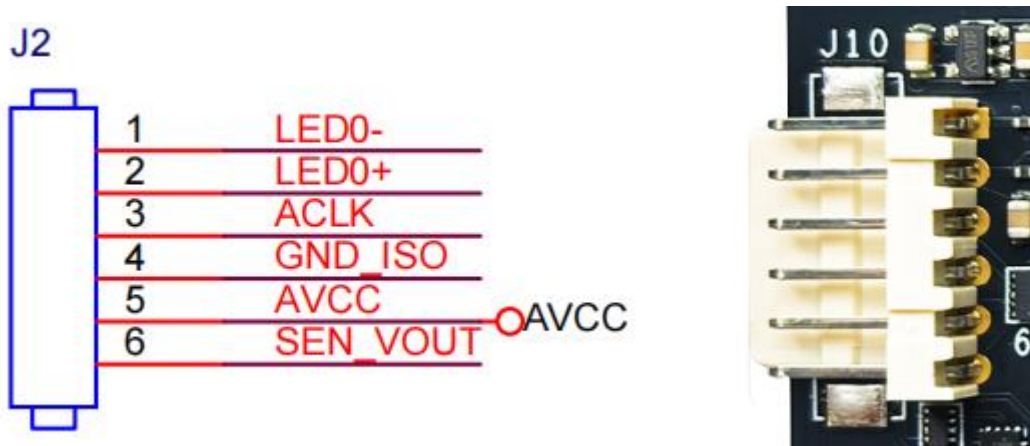 J2
1 LED0-
2 LED0+
3 ACLK
4 GND_ISO
5 AVCC AVCC
6 SEN_VOUT
J10
6